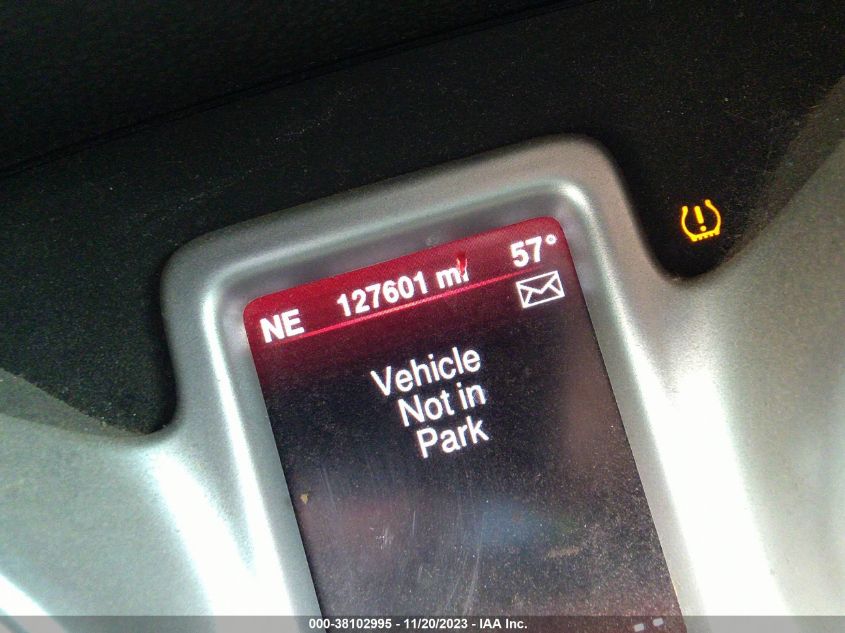 NE 127601 mi 57°
Vehicle
Not in
Park
000-38102995 - 11/20/2023 - IAA Inc.